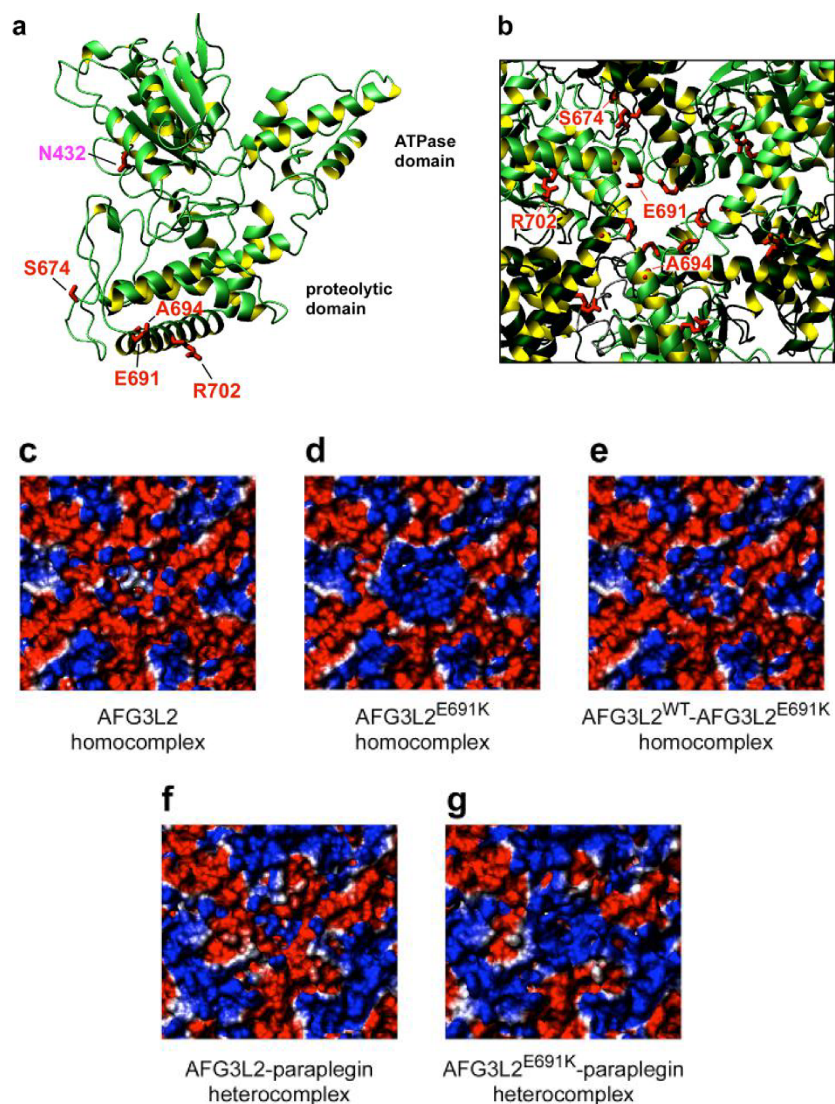 a
N432
ATPase
domain
S674
A694
proteolytic
domain
E691
R702
b
S674
E691
R702
A694
c
d
e
AFG3L2
homocomplex
AFG3L2E691K
homocomplex
AFG3L2WT-AFG3L2E691K
homocomplex
f
g
AFG3L2-paraplegin
heterocomplex
AFG3L2E691K-paraplegin
heterocomplex